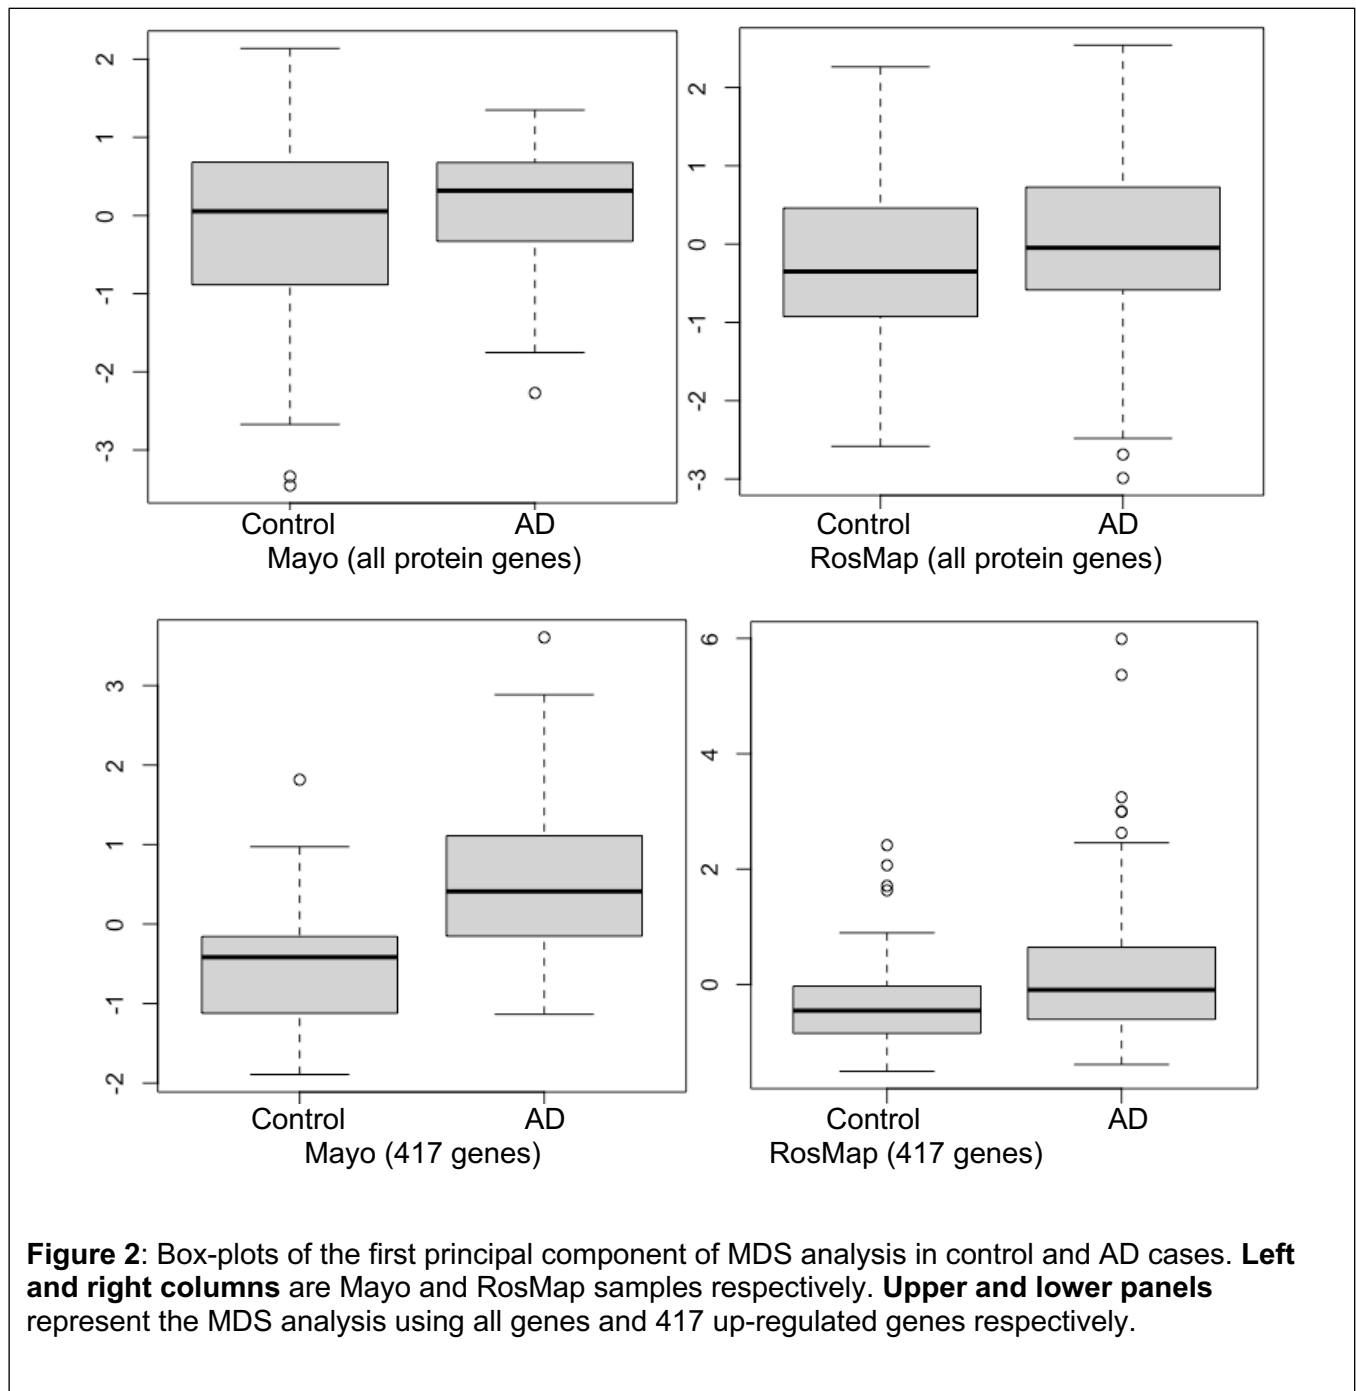 2
1
0
-1
-2
-3
Control AD
Mayo (all protein genes)
2
1
0
-1
-2
-3
Control AD
RosMap (all protein genes)
3
2
1
0
-1
-2
Control AD
Mayo (417 genes)
6
4
2
0
Control AD
RosMap (417 genes)
Figure 2: Box-plots of the first principal component of MDS analysis in control and AD cases. Left
and right columns are Mayo and RosMap samples respectively. Upper and lower panels
represent the MDS analysis using all genes and 417 up-regulated genes respectively.